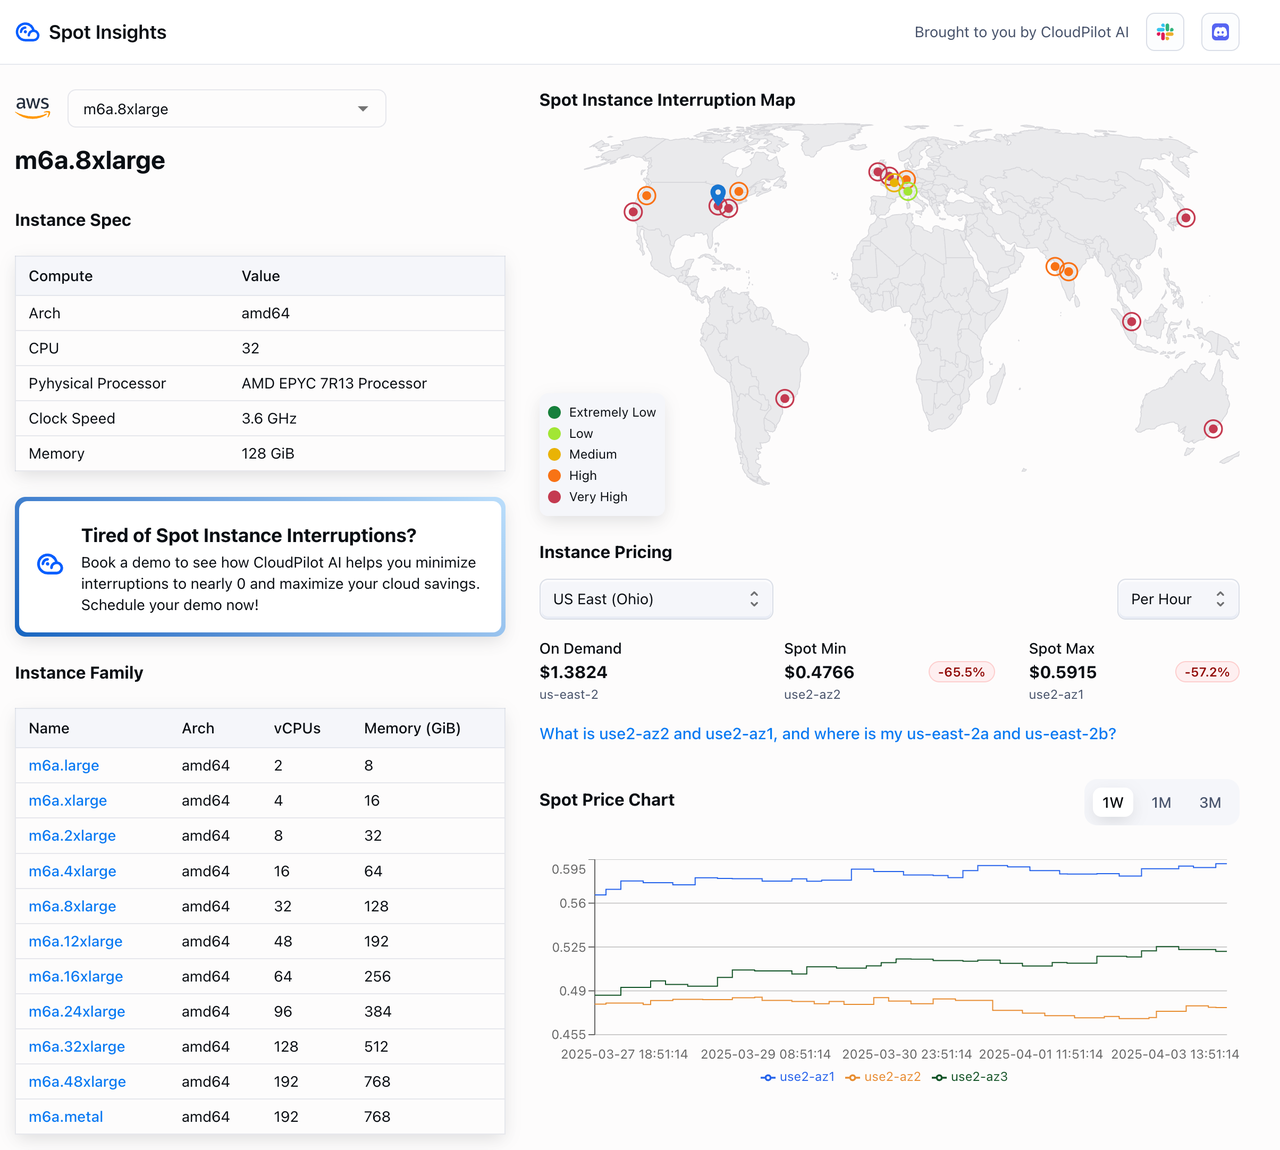 Spot Insights
Brought to you by CloudPilot AI
aws
m6a.8xlarge
m6a.8xlarge
Instance Spec
Compute Value
Arch amd64
CPU 32
Pyhysical Processor AMD EPYC 7R13 Processor
Clock Speed 3.6 GHz
Memory 128 GiB
Tired of Spot Instance Interruptions?
Book a demo to see how CloudPilot AI helps you minimize
interruptions to nearly 0 and maximize your cloud savings.
Schedule your demo now!
Instance Family
Name Arch vCPUs Memory (GiB)
m6a.large amd64 2 8
m6a.xlarge amd64 4 16
m6a.2xlarge amd64 8 32
m6a.4xlarge amd64 16 64
m6a.8xlarge amd64 32 128
m6a.12xlarge amd64 48 192
m6a.16xlarge amd64 64 256
m6a.24xlarge amd64 96 384
m6a.32xlarge amd64 128 512
m6a.48xlarge amd64 192 768
m6a.metal amd64 192 768
Spot Instance Interruption Map
Extremely Low
Low
Medium
High
Very High
Instance Pricing
US East (Ohio) Per Hour
On Demand Spot Min Spot Max
$1.3824 $0.4766 -65.5% $0.5915 -57.2%
us-east-2 use2-az2 use2-az1
What is use2-az2 and use2-az1, and where is my us-east-2a and us-east-2b?
Spot Price Chart 1W 1M 3M
0.595
0.56
0.525
0.49
0.455
2025-03-27 18:51:14 2025-03-29 08:51:14 2025-03-30 23:51:14 2025-04-01 11:51:14 2025-04-03 13:51:14
use2-az1 use2-az2 use2-az3